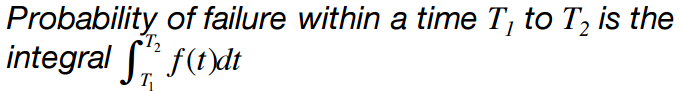 Probability of failure within a time T₁ to T₂ is the
integral ∫_{T₁}^{T₂} f(t)dt